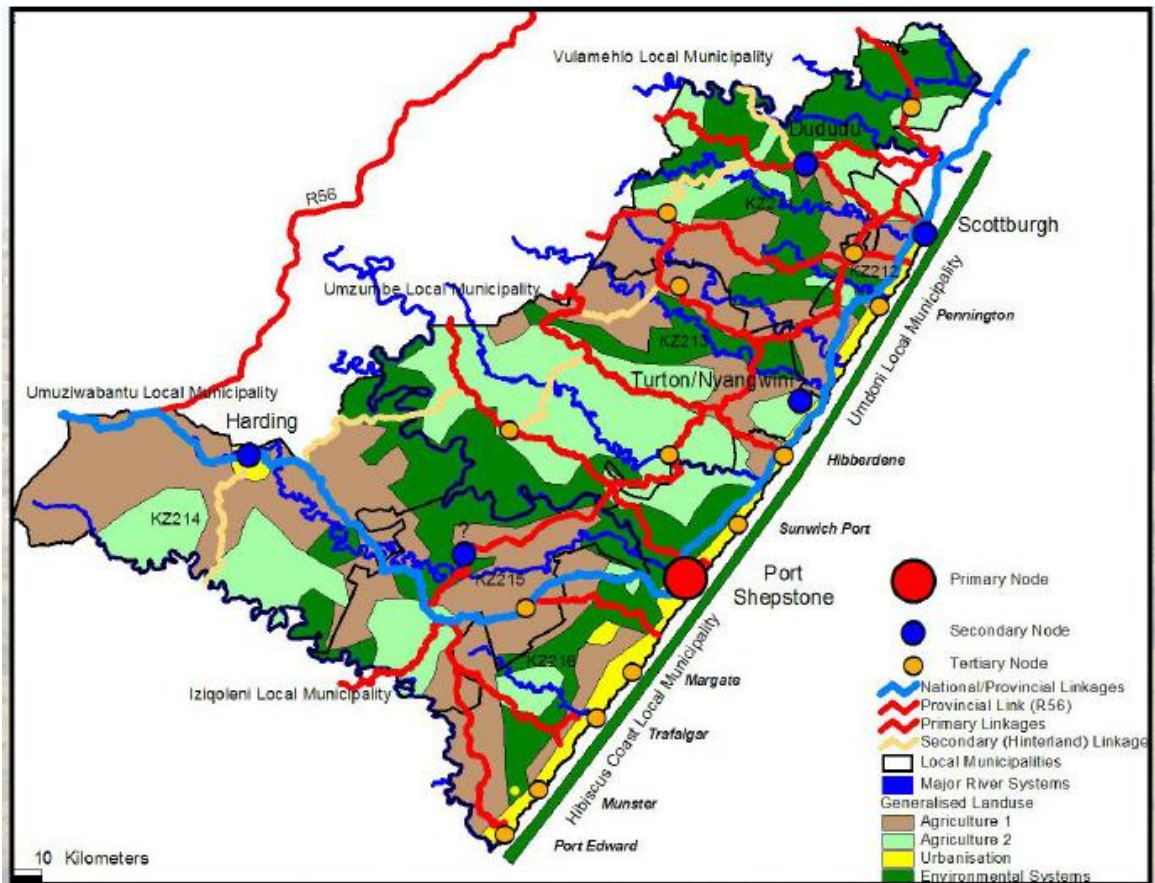 Vulamehlo Local Municipality
R56
Dududu
KZ211
Scottburgh
KZ212
Umzumbe Local Municipality
Pennington
KZ213
Umdoni Local Municipality
Turton/Nyangwini
Umuziwabantu Local Municipality
Harding
Hibberdene
KZ214
Sunwich Port
?
KZ215
Port
Shepstone
KZ216
Iziqoleni Local Municipality
Margate
Hibiscus Coast Local Municipality
Trafalgar
Munster
Port Edward
10 Kilometers
Primary Node
Secondary Node
Tertiary Node
National/Provincial Linkages
Provincial Link (R56)
Primary Linkages
Secondary (Hinterland) Linkage
Local Municipalities
Major River Systems
Generalised Landuse
Agriculture 1
Agriculture 2
Urbanisation
Environmental Systems